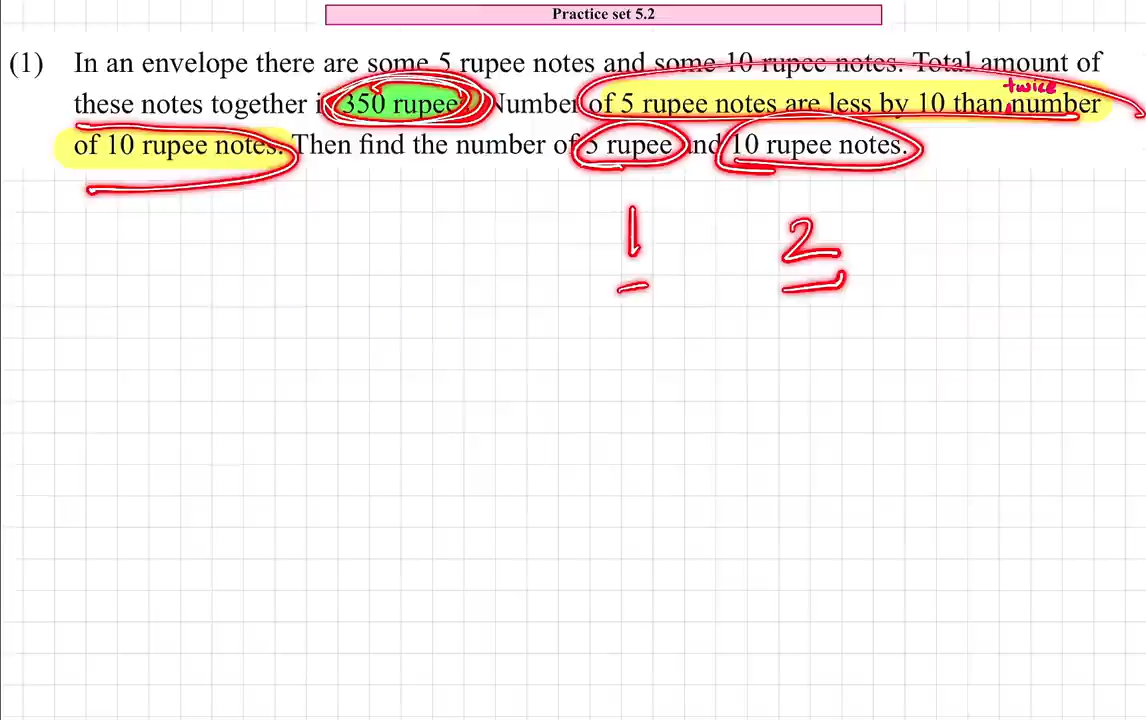 Practice set 5.2
(1) In an envelope there are some 5 rupee notes and some 10 rupee notes. Total amount of
twice
these notes together is 350 rupee. Number of 5 rupee notes are less by 10 than number
of 10 rupee notes. Then find the number of 5 rupee and 10 rupee notes.
1 2